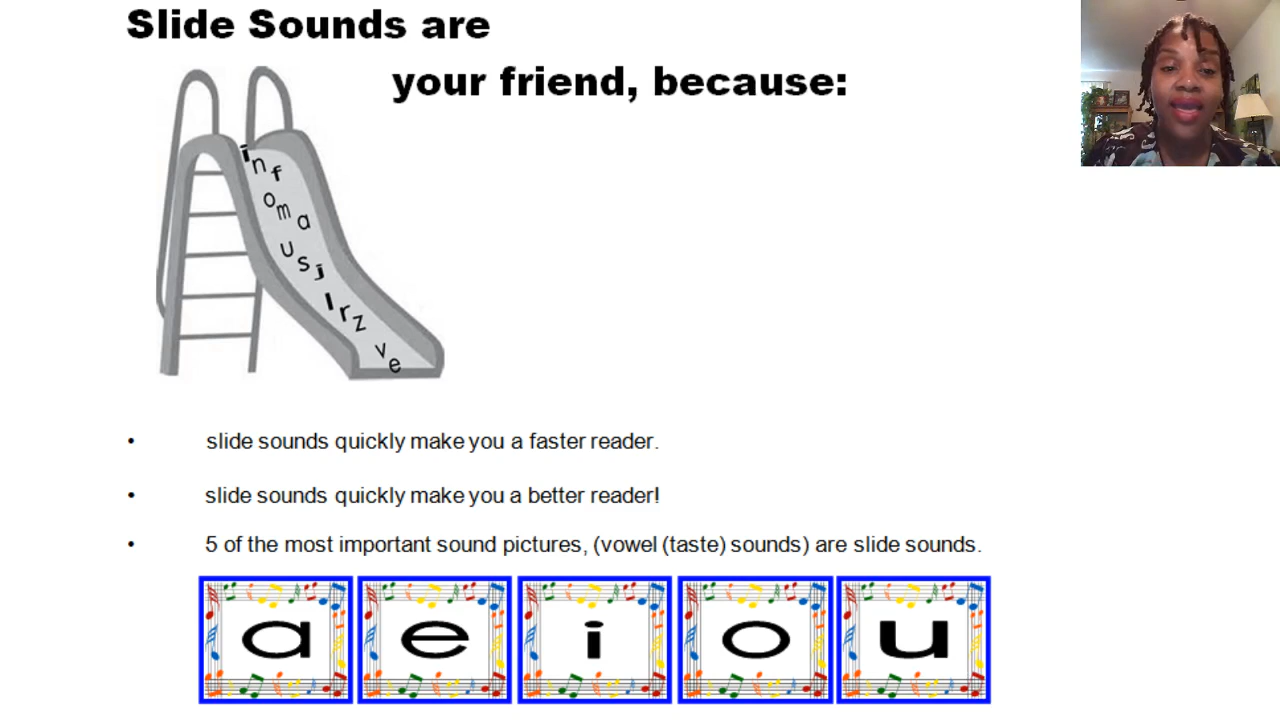 Slide Sounds are
your friend, because:
i
n f
o m a
u s j
l r z
v
e
• slide sounds quickly make you a faster reader.
• slide sounds quickly make you a better reader!
• 5 of the most important sound pictures, (vowel (taste) sounds) are slide sounds.
a e i o u